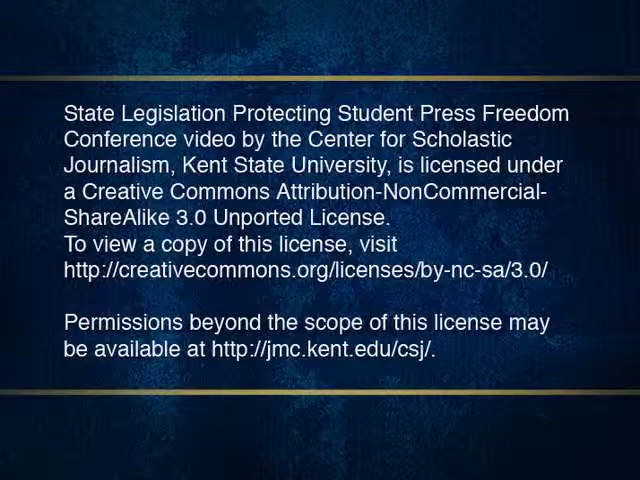 State Legislation Protecting Student Press Freedom
Conference video by the Center for Scholastic
Journalism, Kent State University, is licensed under
a Creative Commons Attribution-NonCommercial-
ShareAlike 3.0 Unported License.
To view a copy of this license, visit
http://creativecommons.org/licenses/by-nc-sa/3.0/
Permissions beyond the scope of this license may
be available at http://jmc.kent.edu/csj/.